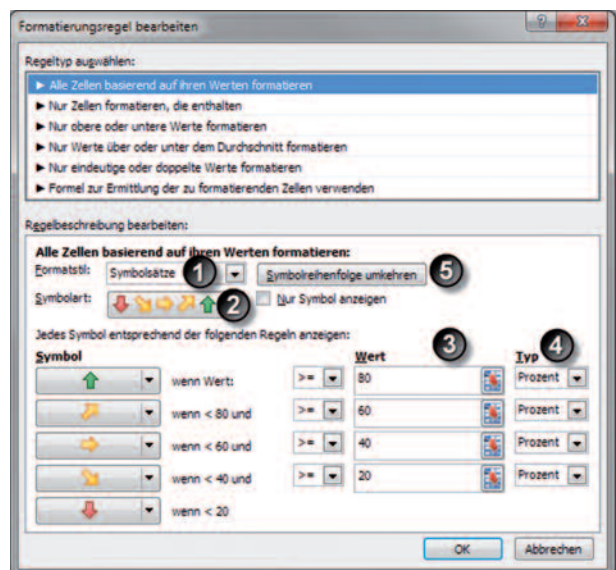 Formatierungsregel bearbeiten
Regeltyp auswählen:
► Alle Zellen basierend auf ihren Werten formatieren
► Nur Zellen formatieren, die enthalten
► Nur obere oder untere Werte formatieren
► Nur Werte über oder unter dem Durchschnitt formatieren
► Nur eindeutige oder doppelte Werte formatieren
► Formel zur Ermittlung der zu formatierenden Zellen verwenden
Regelbeschreibung bearbeiten:
Alle Zellen basierend auf ihren Werten formatieren:
Formatstil: Symbolsätze 1 Symbolreihenfolge umkehren 5
Symbolart: 2 Nur Symbol anzeigen
Jedes Symbol entsprechend der folgenden Regeln anzeigen:
Symbol Wert 3 Typ 4
wenn Wert: >= 80 Prozent
wenn < 80 und >= 60 Prozent
wenn < 60 und >= 40 Prozent
wenn < 40 und >= 20 Prozent
wenn < 20
OK Abbrechen